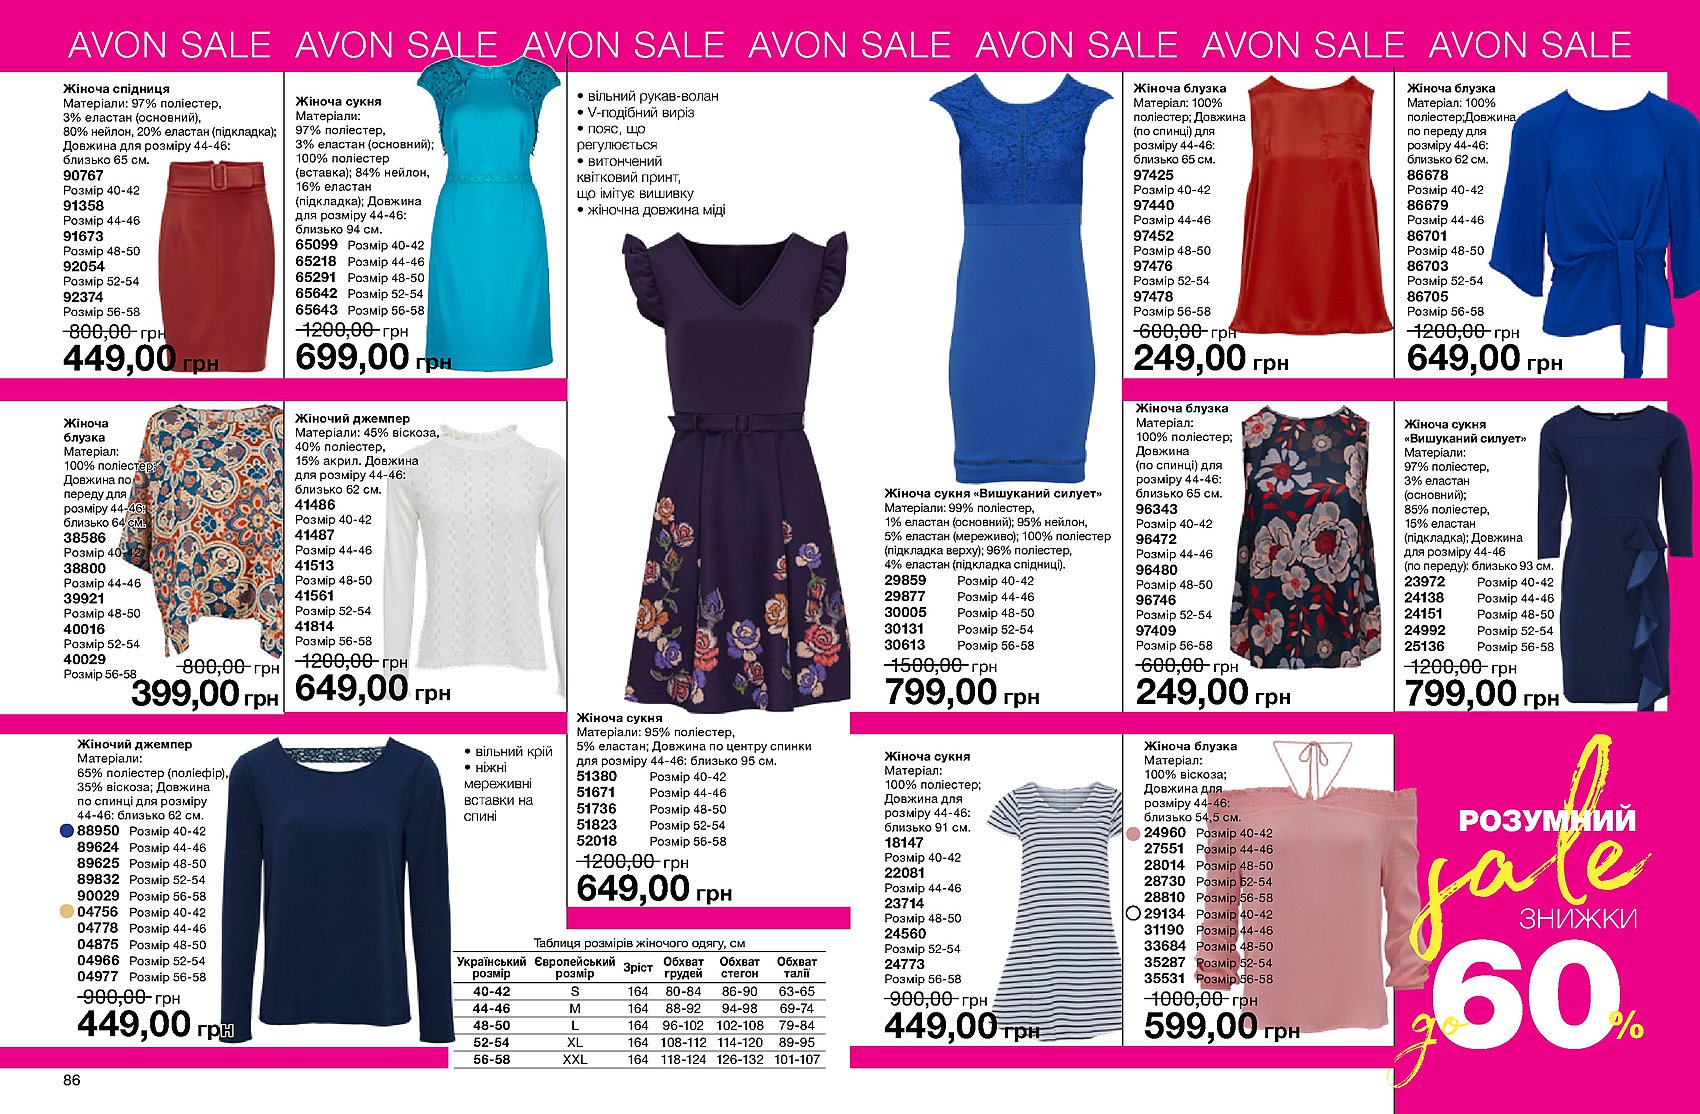 AVON SALE AVON SALE AVON SALE AVON SALE AVON SALE AVON SALE AVON SALE
Жіноча спідниця
Матеріали: 97% поліестер,
3% еластан (основний),
80% нейлон, 20% еластан (підкладка);
Довжина для розміру 44-46:
близько 65 см.
90767
Розмір 40-42
91358
Розмір 44-46
91673
Розмір 48-50
92054
Розмір 52-54
92374
Розмір 56-58
800,00 грн
449,00 грн
Жіноча сукня
Матеріали:
97% поліестер,
3% еластан (основний);
100% поліестер
(вставка); 84% нейлон,
16% еластан
(підкладка); Довжина
для розміру 44-46:
близько 94 см.
65099 Розмір 40-42
65218 Розмір 44-46
65291 Розмір 48-50
65642 Розмір 52-54
65643 Розмір 56-58
1200,00 грн
699,00 грн
• вільний рукав-волан
• V-подібний виріз
• пояс, що
регулюється
• витончений
квітковий принт,
що імітує вишивку
• жіночна довжина міді
Жіноча блузка
Матеріал: 100%
поліестер; Довжина
(по спинці) для
розміру 44-46:
близько 65 см.
97425
Розмір 40-42
97440
Розмір 44-46
97452
Розмір 48-50
97476
Розмір 52-54
97478
Розмір 56-58
600,00 грн
249,00 грн
Жіноча блузка
Матеріал: 100%
поліестер;Довжина
по переду для
розміру 44-46:
близько 62 см.
86678
Розмір 40-42
86679
Розмір 44-46
86701
Розмір 48-50
86703
Розмір 52-54
86705
Розмір 56-58
1200,00 грн
649,00 грн
Жіноча
блузка
Матеріал:
100% поліестер;
Довжина по
переду для
розміру 44-46:
близько 64 см.
38586
Розмір 40-42
38800
Розмір 44-46
39921
Розмір 48-50
40016
Розмір 52-54
40029
Розмір 56-58
800,00 грн
399,00 грн
Жіночий джемпер
Матеріали: 45% віскоза,
40% поліестер,
15% акрил. Довжина
для розміру 44-46:
близько 62 см.
41486
Розмір 40-42
41487
Розмір 44-46
41513
Розмір 48-50
41561
Розмір 52-54
41814
Розмір 56-58
1200,00 грн
649,00 грн
Жіноча сукня «Вишуканий силует»
Матеріали: 99% поліестер,
1% еластан (основний); 95% нейлон,
5% еластан (мереживо); 100% поліестер
(підкладка верху); 96% поліестер,
4% еластан (підкладка спідниці).
29859 Розмір 40-42
29877 Розмір 44-46
30005 Розмір 48-50
30131 Розмір 52-54
30613 Розмір 56-58
1500,00 грн
799,00 грн
Жіноча блузка
Матеріал:
100% поліестер;
Довжина
(по спинці) для
розміру 44-46:
близько 65 см.
96343
Розмір 40-42
96472
Розмір 44-46
96480
Розмір 48-50
96746
Розмір 52-54
97409
Розмір 56-58
600,00 грн
249,00 грн
Жіноча сукня
«Вишуканий силует»
Матеріали:
97% поліестер,
3% еластан
(основний);
85% поліестер,
15% еластан
(підкладка); Довжина
для розміру 44-46
(по переду): близько 93 см.
23972 Розмір 40-42
24138 Розмір 44-46
24151 Розмір 48-50
24992 Розмір 52-54
25136 Розмір 56-58
1200,00 грн
799,00 грн
Жіночий джемпер
Матеріали:
65% поліестер (поліефір),
35% віскоза; Довжина
по спинці для розміру
44-46: близько 62 см.
88950 Розмір 40-42
89624 Розмір 44-46
89625 Розмір 48-50
89832 Розмір 52-54
90029 Розмір 56-58
04756 Розмір 40-42
04778 Розмір 44-46
04875 Розмір 48-50
04966 Розмір 52-54
04977 Розмір 56-58
900,00 грн
449,00 грн
• вільний крій
• ніжні
мереживні
вставки на
спині
Жіноча сукня
Матеріали: 95% поліестер,
5% еластан; Довжина по центру спинки
для розміру 44-46: близько 95 см.
51380 Розмір 40-42
51671 Розмір 44-46
51736 Розмір 48-50
51823 Розмір 52-54
52018 Розмір 56-58
1200,00 грн
649,00 грн
Таблиця розмірів жіночого одягу, см
Український розмір Європейський розмір Зріст Обхват грудей Обхват стегон Обхват талії
40-42 S 164 80-84 86-90 63-65
44-46 M 164 88-92 94-98 69-74
48-50 L 164 96-102 102-108 79-84
52-54 XL 164 108-112 114-120 89-95
56-58 XXL 164 118-124 126-132 101-107
Жіноча сукня
Матеріал:
100% поліестер;
Довжина для
розміру 44-46:
близько 91 см.
18147
Розмір 40-42
22081
Розмір 44-46
23714
Розмір 48-50
24560
Розмір 52-54
24773
Розмір 56-58
900,00 грн
449,00 грн
Жіноча блузка
Матеріал:
100% віскоза;
Довжина для
розміру 44-46:
близько 54,5 см.
24960 Розмір 40-42
27551 Розмір 44-46
28014 Розмір 48-50
28730 Розмір 52-54
28810 Розмір 56-58
29134 Розмір 40-42
31190 Розмір 44-46
33684 Розмір 48-50
35287 Розмір 52-54
35531 Розмір 56-58
1000,00 грн
599,00 грн
РОЗУМНИЙ
sale
ЗНИЖКИ
до 60%
86